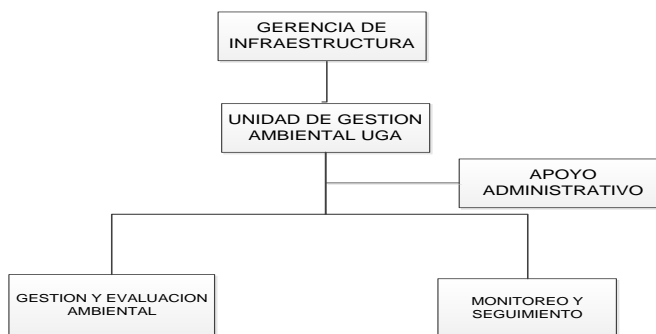 GERENCIA DE
INFRAESTRUCTURA
UNIDAD DE GESTION
AMBIENTAL UGA
APOYO
ADMINISTRATIVO
GESTION Y EVALUACION
AMBIENTAL
MONITOREO Y
SEGUIMIENTO